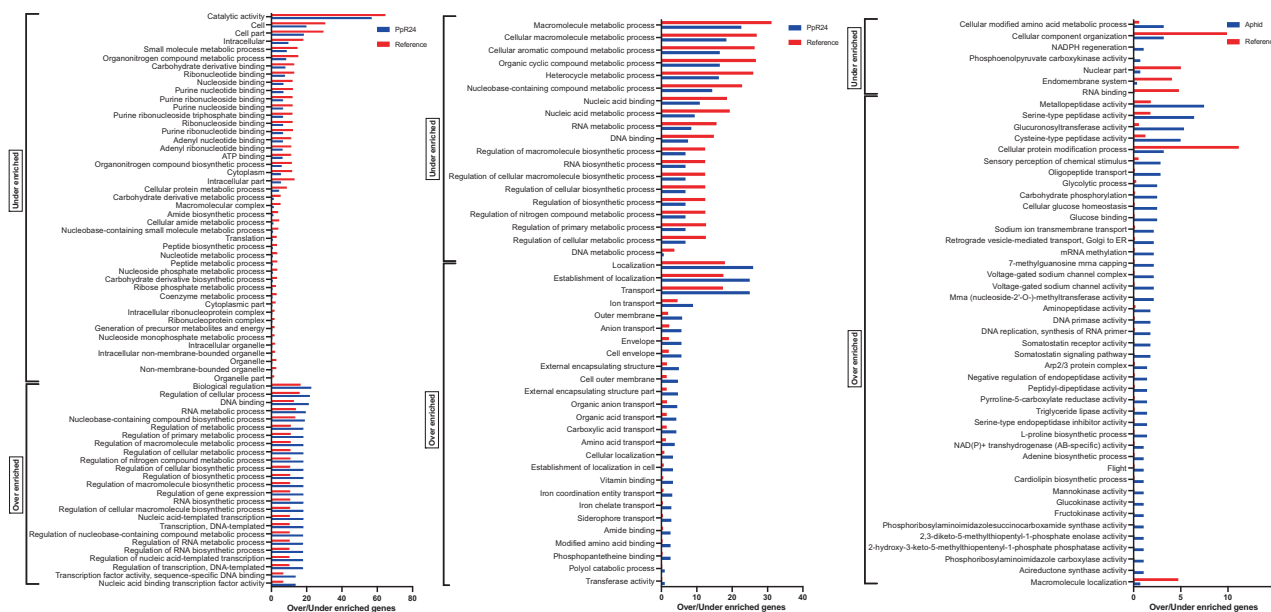 Catalytic activity
Cell
Cell part
Intracellular
Small molecule metabolic process
Organonitrogen compound metabolic process
Carbohydrate derivative binding
Ribonucleotide binding
Nucleoside binding
Purine nucleotide binding
Purine ribonucleoside binding
Purine nucleoside binding
Purine ribonucleoside triphosphate binding
Ribonucleoside binding
Purine ribonucleotide binding
Adenyl nucleotide binding
Adenyl ribonucleotide binding
ATP binding
Organonitrogen compound biosynthetic process
Cytoplasm
Intracellular part
Cellular protein metabolic process
Carbohydrate derivative metabolic process
Macromolecular complex
Amide biosynthetic process
Cellular amide metabolic process
Nucleobase-containing small molecule metabolic process
Translation
Peptide biosynthetic process
Nucleotide metabolic process
Peptide metabolic process
Nucleoside phosphate metabolic process
Carbohydrate derivative biosynthetic process
Ribose phosphate metabolic process
Coenzyme metabolic process
Cytoplasmic part
Intracellular ribonucleoprotein complex
Ribonucleoprotein complex
Generation of precursor metabolites and energy
Nucleoside monophosphate metabolic process
Intracellular organelle
Intracellular non-membrane-bounded organelle
Organelle
Non-membrane-bounded organelle
Organelle part
Biological regulation
Regulation of cellular process
DNA binding
RNA metabolic process
Nucleobase-containing compound biosynthetic process
Regulation of metabolic process
Regulation of primary metabolic process
Regulation of macromolecule metabolic process
Regulation of cellular metabolic process
Regulation of nitrogen compound metabolic process
Regulation of cellular biosynthetic process
Regulation of biosynthetic process
Regulation of macromolecule biosynthetic process
Regulation of gene expression
RNA biosynthetic process
Regulation of cellular macromolecule biosynthetic process
Nucleic acid-templated transcription
Transcription, DNA-templated
Regulation of nucleobase-containing compound metabolic process
Regulation of RNA metabolic process
Regulation of RNA biosynthetic process
Regulation of nucleic acid-templated transcription
Regulation of transcription, DNA-templated
Transcription factor activity, sequence-specific DNA binding
Nucleic acid binding transcription factor activity
Under enriched
Over enriched
PpR24
Reference
0 20 40 60 80
Over/Under enriched genes
Macromolecule metabolic process
Cellular macromolecule metabolic process
Cellular aromatic compound metabolic process
Organic cyclic compound metabolic process
Heterocycle metabolic process
Nucleobase-containing compound metabolic process
Nucleic acid binding
Nucleic acid metabolic process
RNA metabolic process
DNA binding
Regulation of macromolecule biosynthetic process
RNA biosynthetic process
Regulation of cellular macromolecule biosynthetic process
Regulation of cellular biosynthetic process
Regulation of biosynthetic process
Regulation of nitrogen compound metabolic process
Regulation of primary metabolic process
Regulation of cellular metabolic process
DNA metabolic process
Localization
Establishment of localization
Transport
Ion transport
Outer membrane
Anion transport
Envelope
Cell envelope
External encapsulating structure
Cell outer membrane
External encapsulating structure part
Organic anion transport
Organic acid transport
Carboxylic acid transport
Amino acid transport
Cellular localization
Establishment of localization in cell
Vitamin binding
Iron coordination entity transport
Iron chelate transport
Siderophore transport
Amide binding
Modified amino acid binding
Phosphopantetheine binding
Polyol catabolic process
Transferase activity
Under enriched
Over enriched
PpR24
Reference
0 10 20 30 40
Over/Under enriched genes
Cellular modified amino acid metabolic process
Cellular component organization
NADPH regeneration
Phosphoenolpyruvate carboxykinase activity
Nuclear part
Endomembrane system
RNA binding
Metallopeptidase activity
Serine-type peptidase activity
Glucuronosyltransferase activity
Cysteine-type peptidase activity
Cellular protein modification process
Sensory perception of chemical stimulus
Oligopeptide transport
Glycolytic process
Carbohydrate phosphorylation
Cellular glucose homeostasis
Glucose binding
Sodium ion transmembrane transport
Retrograde vesicle-mediated transport, Golgi to ER
mRNA methylation
7-methylguanosine mrna capping
Voltage-gated sodium channel complex
Voltage-gated sodium channel activity
Mrna (nucleoside-2'-O-)-methyltransferase activity
Aminopeptidase activity
DNA primase activity
DNA replication, synthesis of RNA primer
Somatostatin receptor activity
Somatostatin signaling pathway
Arp2/3 protein complex
Negative regulation of endopeptidase activity
Peptidyl-dipeptidase activity
Pyrroline-5-carboxylate reductase activity
Triglyceride lipase activity
Serine-type endopeptidase inhibitor activity
L-proline biosynthetic process
NAD(P)+ transhydrogenase (AB-specific) activity
Adenine biosynthetic process
Flight
Cardiolipin biosynthetic process
Mannokinase activity
Glucokinase activity
Fructokinase activity
Phosphoribosylaminoimidazolesuccinocarboxamide synthase activity
2,3-diketo-5-methylthiopentyl-1-phosphate enolase activity
2-hydroxy-3-keto-5-methylthiopentenyl-1-phosphate phosphatase activity
Phosphoribosylaminoimidazole carboxylase activity
Acireductone synthase activity
Macromolecule localization
Under enriched
Over enriched
Aphid
Referenc
0 5 10
Over/Under enriched genes